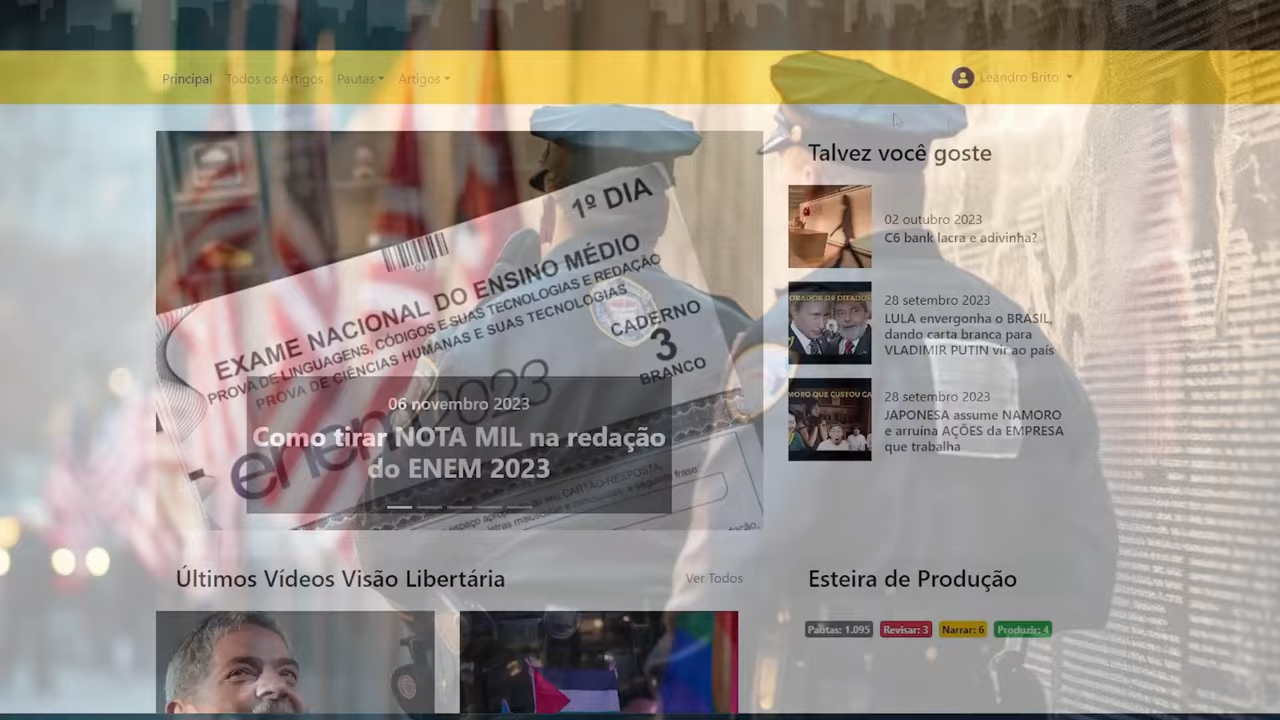 Principal Todos os Artigos Pautas Artigos Leandro Brito
1º DIA
EXAME NACIONAL DO ENSINO MÉDIO
PROVA DE LINGUAGENS, CÓDIGOS E SUAS TECNOLOGIAS E REDAÇÃO
PROVA DE CIÊNCIAS HUMANAS E SUAS TECNOLOGIAS
CADERNO
3
BRANCO
enem2023
06 novembro 2023
Como tirar NOTA MIL na redação
do ENEM 2023
Talvez você goste
02 outubro 2023
C6 bank lacra e adivinha?
28 setembro 2023
LULA envergonha o BRASIL,
dando carta branca para
VLADIMIR PUTIN vir ao país
28 setembro 2023
JAPONESA assume NAMORO
e arruína AÇÕES da EMPRESA
que trabalha
Últimos Vídeos Visão Libertária
Ver Todos
Esteira de Produção
Pautas: 1.095 Revisar: 3 Narrar: 6 Produzir: 4